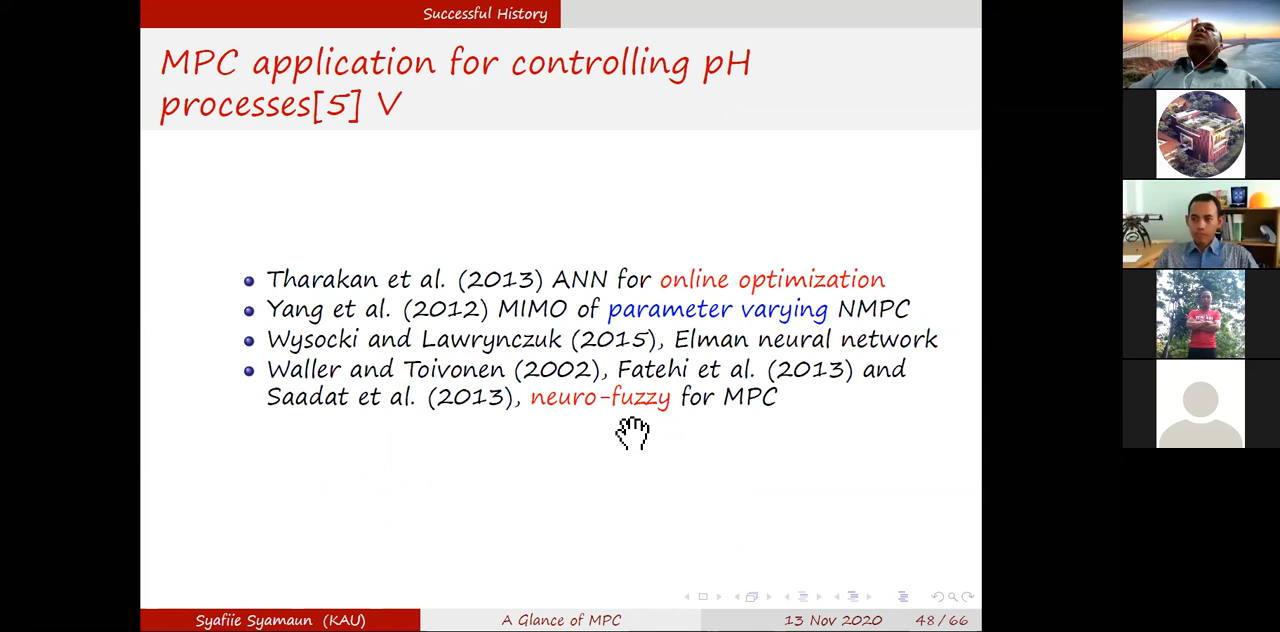 Successful History
MPC application for controlling pH
processes[5] V
Tharakan et al. (2013) ANN for online optimization
Yang et al. (2012) MIMO of parameter varying NMPC
Wysocki and Lawrynczuk (2015), Elman neural network
Waller and Toivonen (2002), Fatehi et al. (2013) and
Saadat et al. (2013), neuro-fuzzy for MPC
Syafiie Syamaun (KAU)
A Glance of MPC
13 Nov 2020
48/66